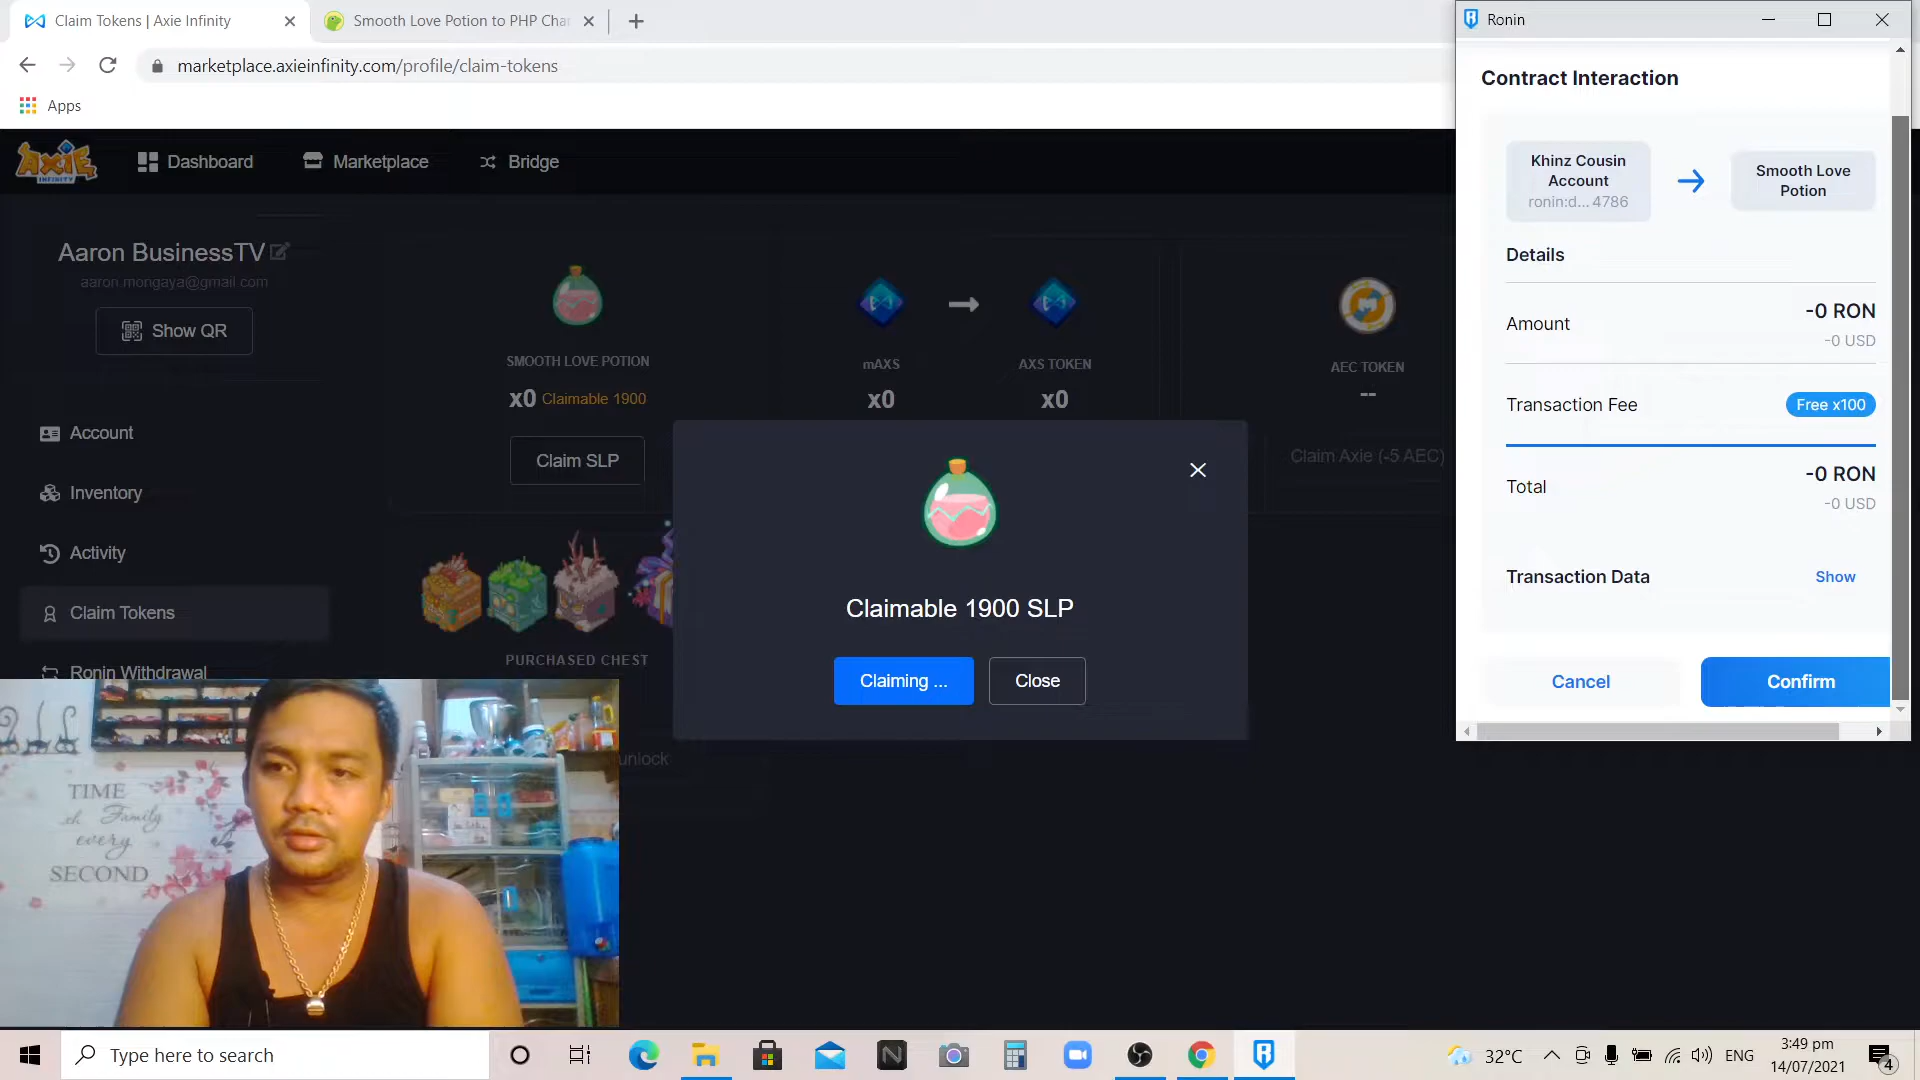 Claim Tokens | Axie Infinity
Smooth Love Potion to PHP Cha
marketplace.axieinfinity.com/profile/claim-tokens
Apps
AXIE
INFINITY
Dashboard
Marketplace
Bridge
Aaron BusinessTV
aaron.mongaya@gmail.com
Show QR
Account
Inventory
Activity
Claim Tokens
Ronin Withdrawal
SMOOTH LOVE POTION
x0 Claimable 1900
Claim SLP
mAXS
x0
AXS TOKEN
x0
AEC TOKEN
--
Claim Axie (-5 AEC)
PURCHASED CHEST
unlock
Claimable 1900 SLP
Claiming ...
Close
Ronin
Contract Interaction
Khinz Cousin
Account
ronin:d... 4786
Smooth Love
Potion
Details
Amount
-0 RON
-0 USD
Transaction Fee
Free x100
Total
-0 RON
-0 USD
Transaction Data
Show
Cancel
Confirm
TIME
Family
every
SECOND
Type here to search
32°C
ENG
3:49 pm
14/07/2021
4